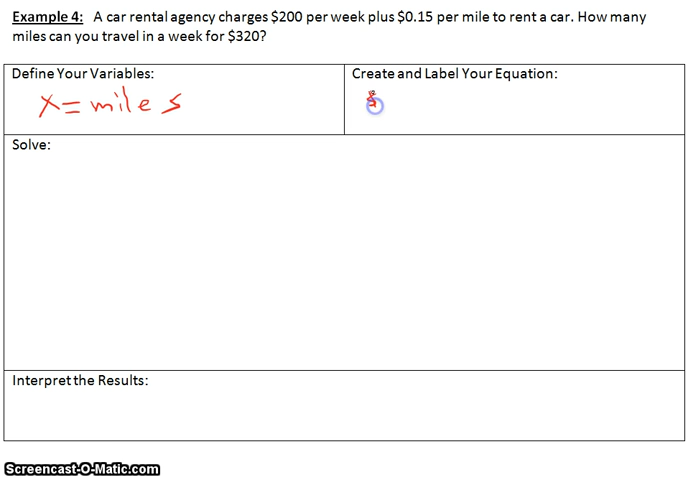 Example 4: A car rental agency charges $200 per week plus $0.15 per mile to rent a car. How many
miles can you travel in a week for $320?
Define Your Variables:
Create and Label Your Equation:
x = miles
Solve:
Interpret the Results:
Screencast-O-Matic.com